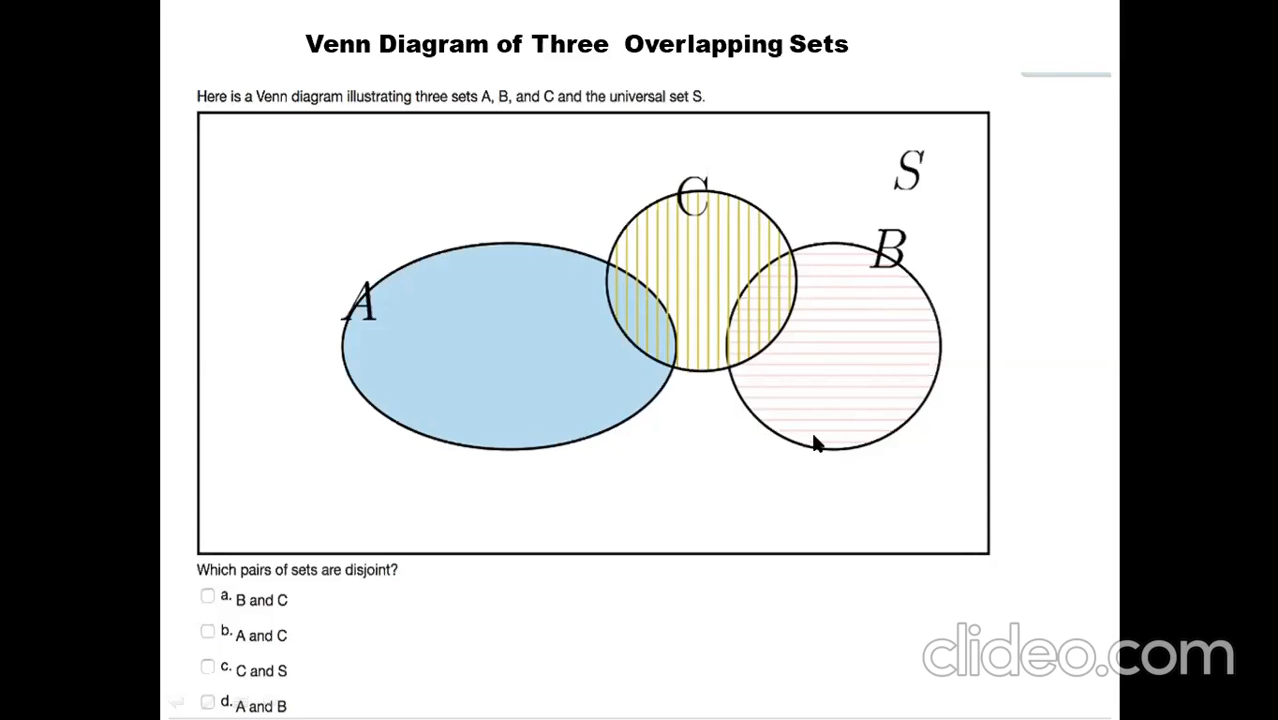 Venn Diagram of Three Overlapping Sets
Here is a Venn diagram illustrating three sets A, B, and C and the universal set S.
S
C
B
A
Which pairs of sets are disjoint?
a. B and C
b. A and C
c. C and S
d. A and B
clideo.com